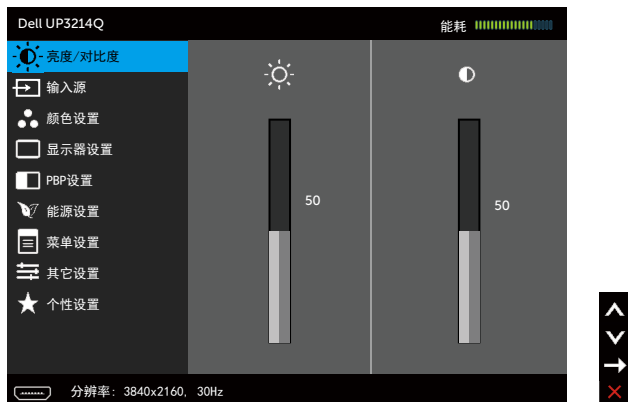 Dell UP3214Q
能耗
亮度/对比度
输入源
颜色设置
显示器设置
PBP设置
能源设置
菜单设置
其它设置
个性设置
50
50
分辨率: 3840x2160, 30Hz